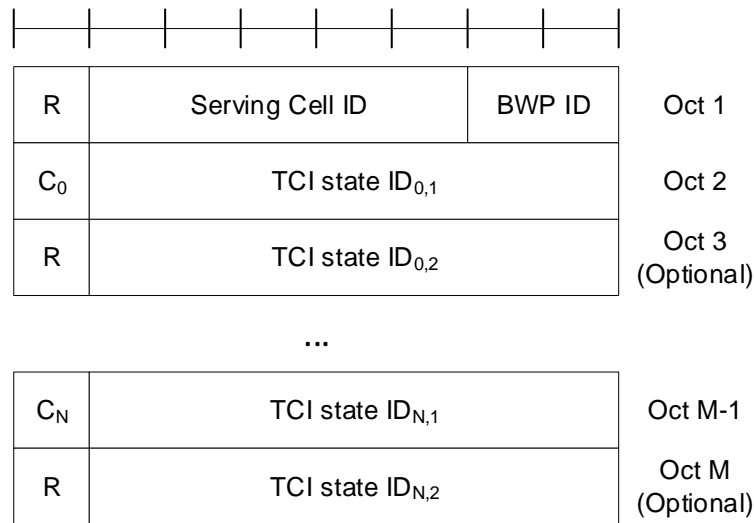 R Serving Cell ID BWP ID Oct 1
C0 TCI state ID0,1 Oct 2
R TCI state ID0,2 Oct 3
(Optional)
...
CN TCI state IDN,1 Oct M-1
R TCI state IDN,2 Oct M
(Optional)